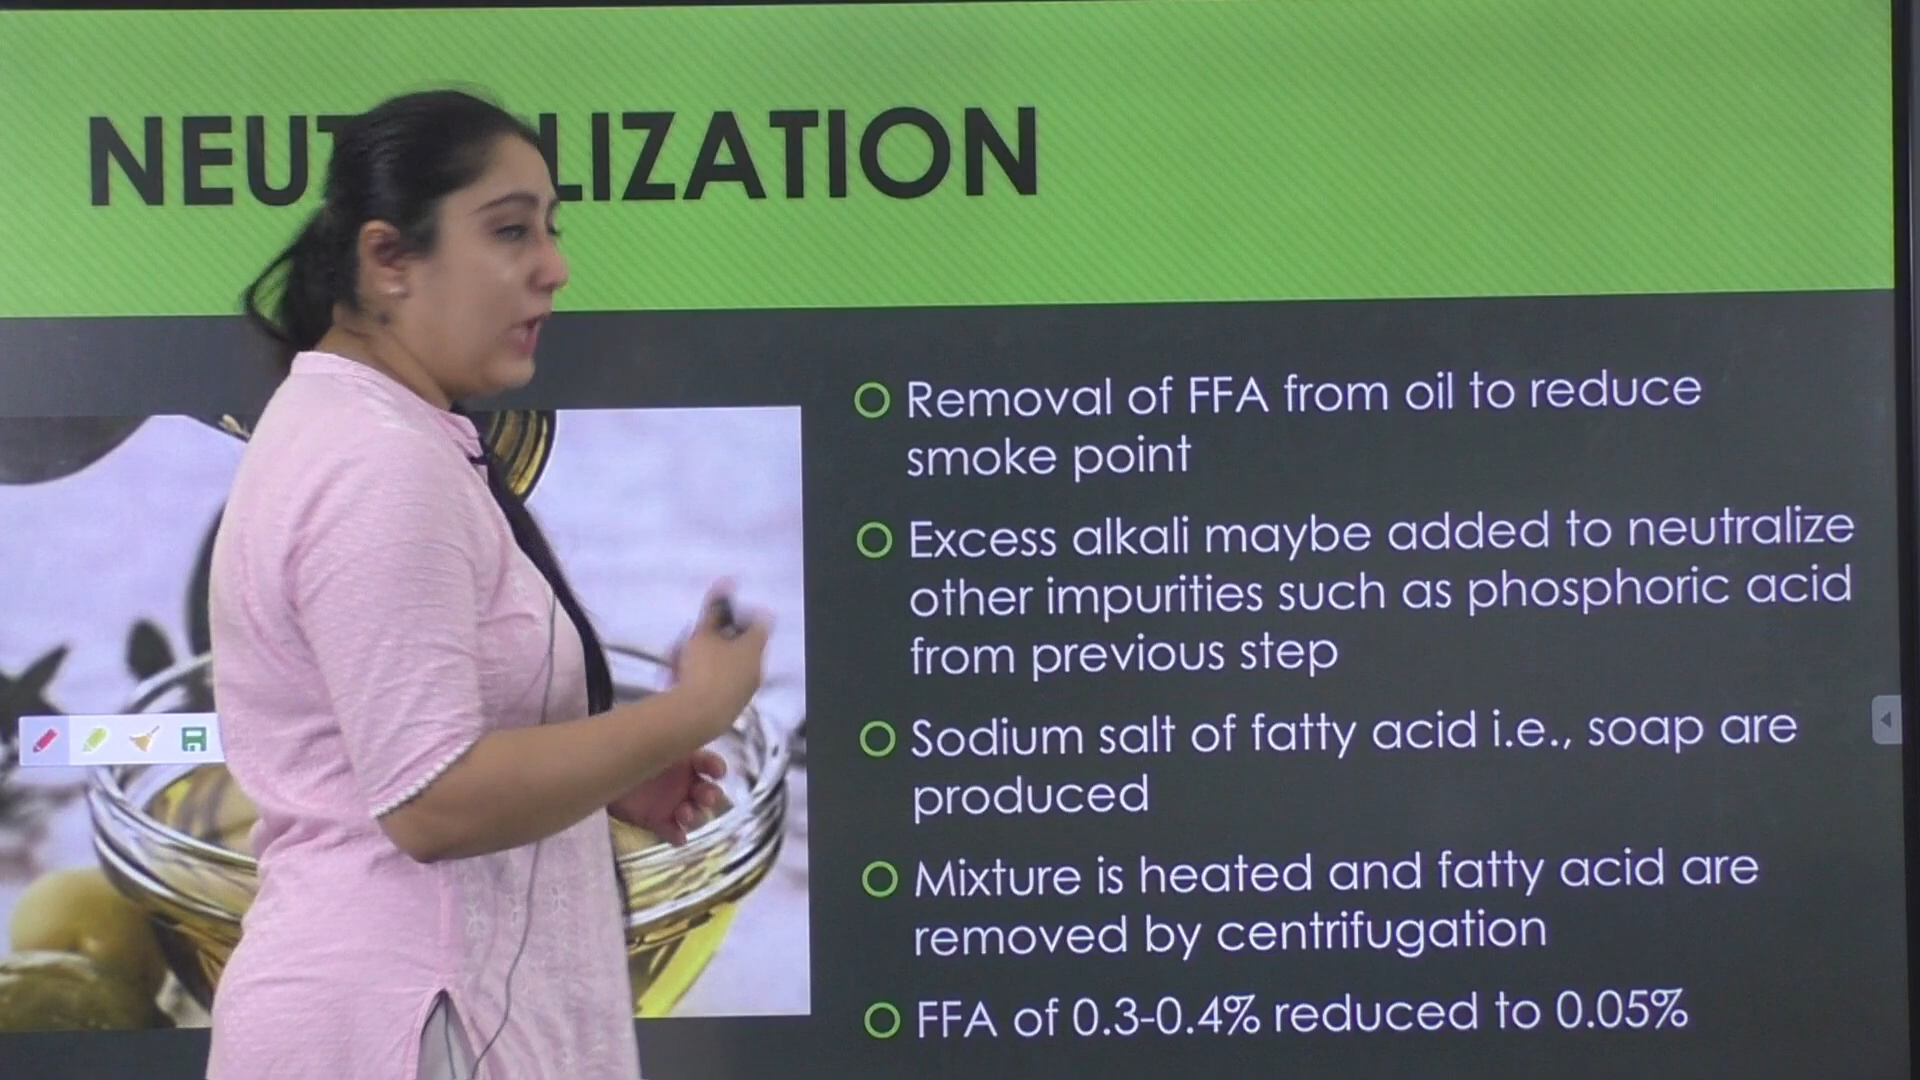 NEUTRALIZATION
Removal of FFA from oil to reduce
smoke point
Excess alkali maybe added to neutralize
other impurities such as phosphoric acid
from previous step
Sodium salt of fatty acid i.e., soap are
produced
Mixture is heated and fatty acid are
removed by centrifugation
FFA of 0.3-0.4% reduced to 0.05%